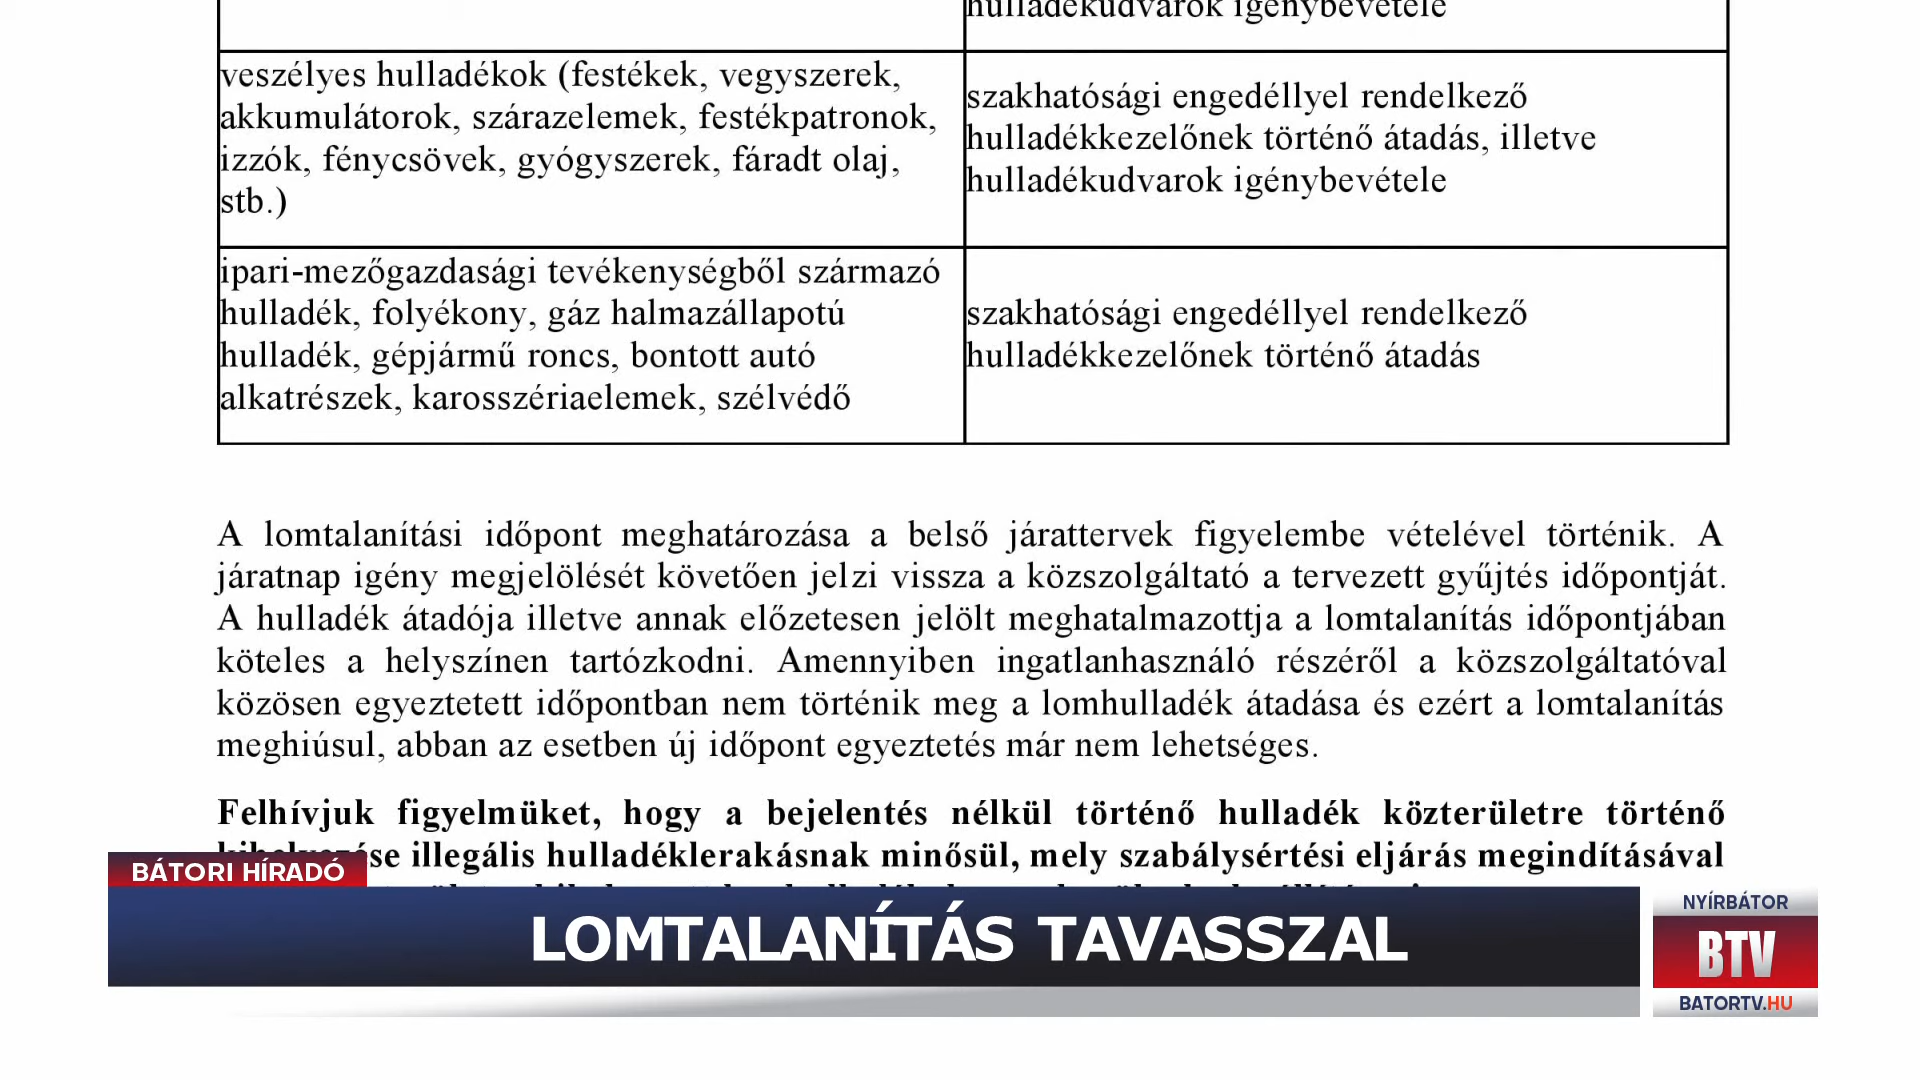 hulladékudvarok igénybevétele
veszélyes hulladékok (festékek, vegyszerek,
akkumulátorok, szárazelemek, festékpatronok,
izzók, fénycsövek, gyógyszerek, fáradt olaj,
stb.)
szakhatósági engedéllyel rendelkező
hulladékkezelőnek történő átadás, illetve
hulladékudvarok igénybevétele
ipari-mezőgazdasági tevékenységből származó
hulladék, folyékony, gáz halmazállapotú
hulladék, gépjármű roncs, bontott autó
alkatrészek, karosszériaelemek, szélvédő
szakhatósági engedéllyel rendelkező
hulladékkezelőnek történő átadás
A lomtalanítási időpont meghatározása a belső járattervek figyelembe vételével történik. A
járatnap igény megjelölését követően jelzi vissza a közszolgáltató a tervezett gyűjtés időpontját.
A hulladék átadója illetve annak előzetesen jelölt meghatalmazottja a lomtalanítás időpontjában
köteles a helyszínen tartózkodni. Amennyiben ingatlanhasználó részéről a közszolgáltatóval
közösen egyeztetett időpontban nem történik meg a lomhulladék átadása és ezért a lomtalanítás
meghiúsul, abban az esetben új időpont egyeztetés már nem lehetséges.
Felhívjuk figyelmüket, hogy a bejelentés nélkül történő hulladék közterületre történő
illegális hulladéklerakásnak minősül, mely szabálysértési eljárás megindításával
BÁTORI HÍRADÓ
LOMTALANÍTÁS TAVASSZAL
NYÍRBÁTOR
BTV
BATORTV.HU